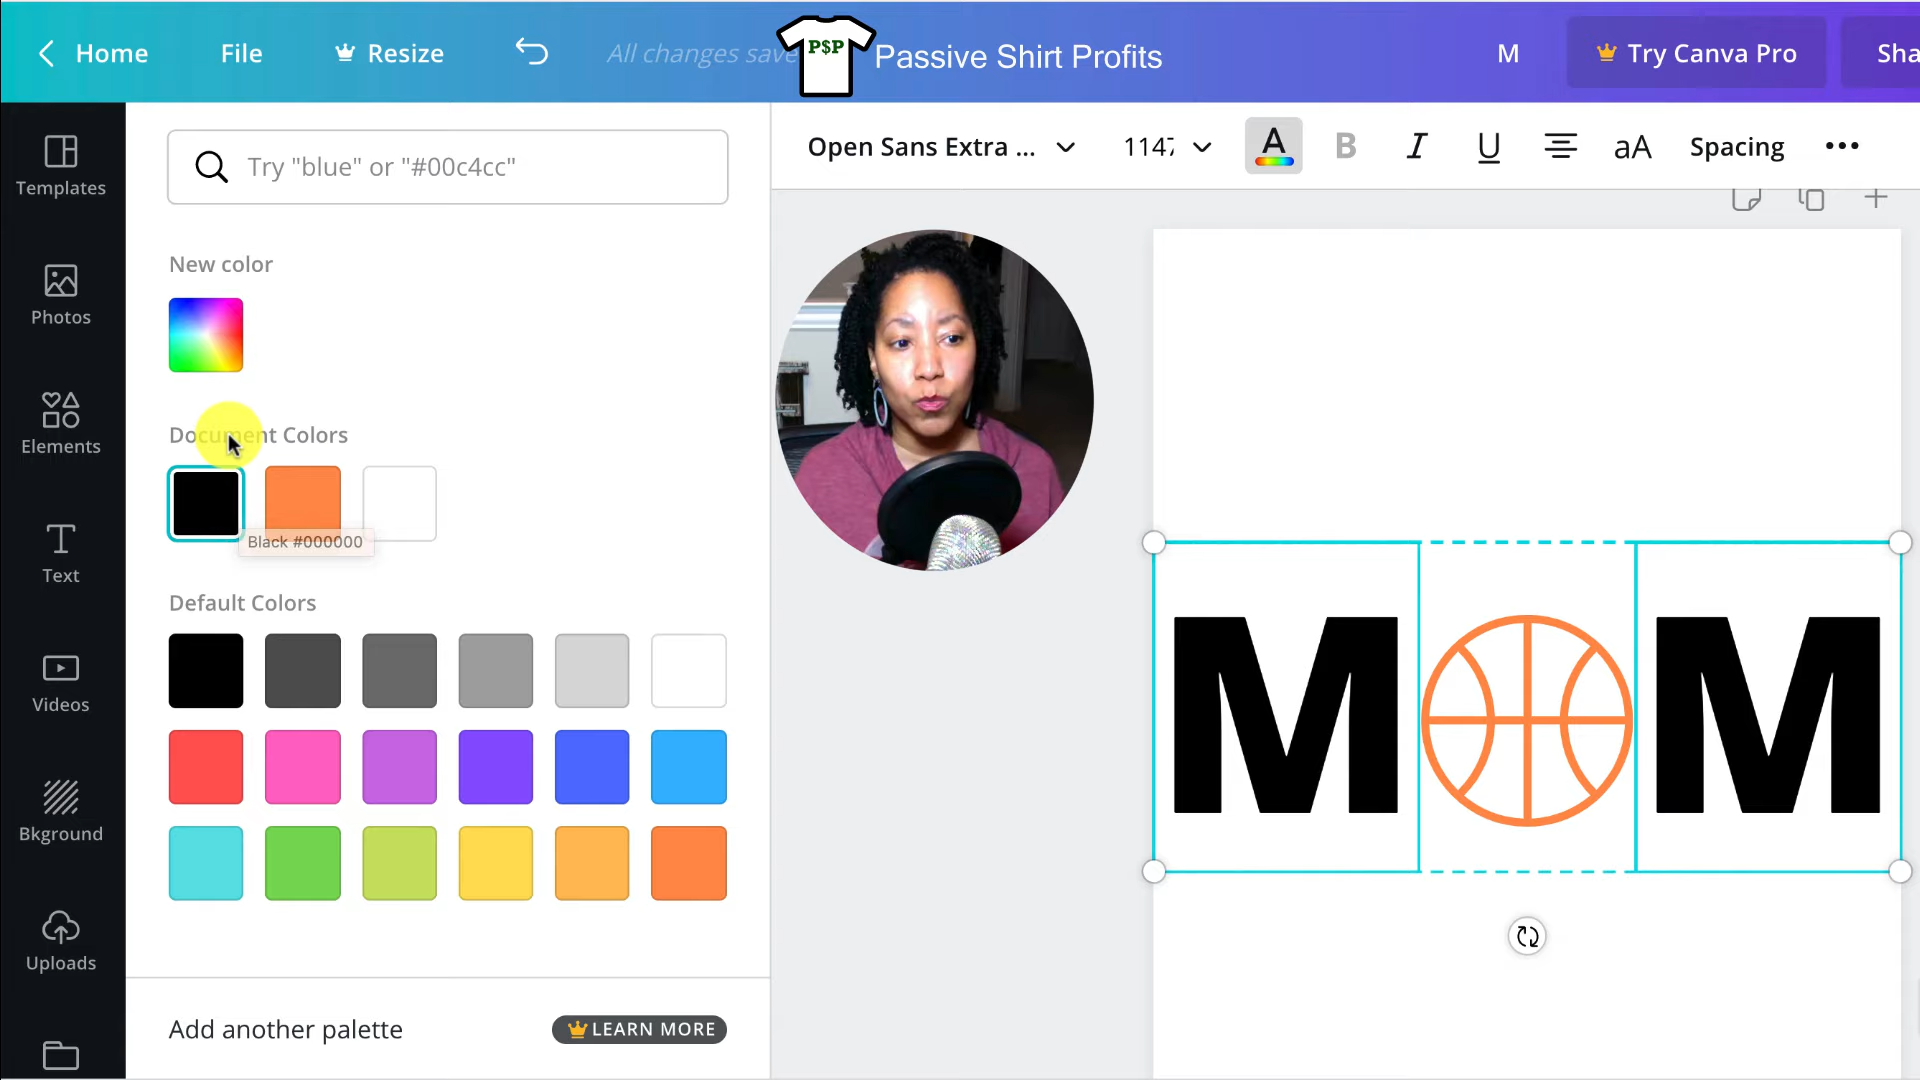 Home File Resize All changes save P$P Passive Shirt Profits M Try Canva Pro Sha
Try "blue" or "#00c4cc"
Open Sans Extra ... 1147 A B I U aA Spacing
Templates
New color
Photos
Document Colors
Elements
Black #000000
Text
Default Colors
M M
Videos
Bkground
Uploads
Add another palette LEARN MORE